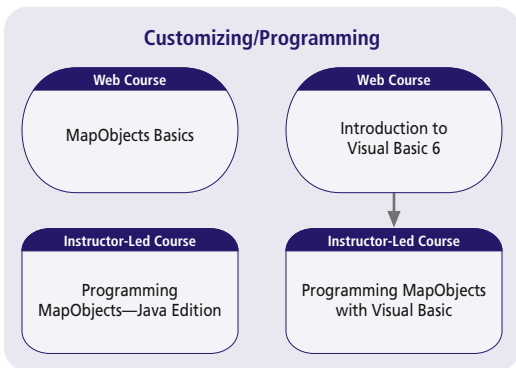 Customizing/Programming
Web Course
MapObjects Basics
Web Course
Introduction to
Visual Basic 6
Instructor-Led Course
Programming
MapObjects—Java Edition
Instructor-Led Course
Programming MapObjects
with Visual Basic